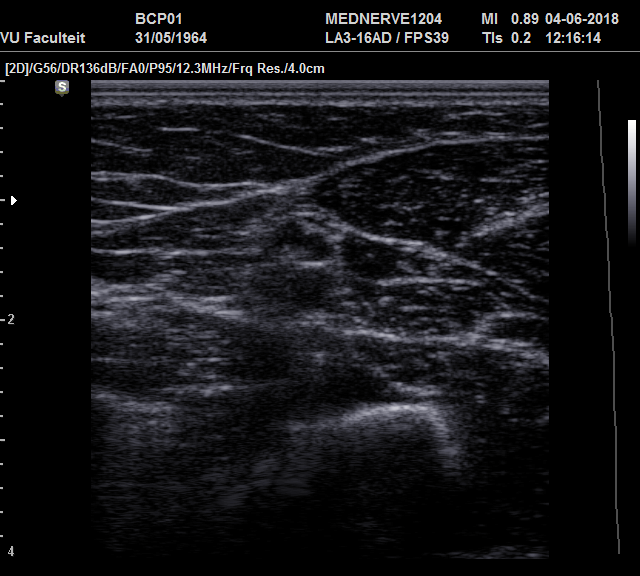 BCP01 MEDNERVE1204 MI 0.89 04-06-2018
VU Faculteit 31/05/1964 LA3-16AD / FPS39 TIs 0.2 12:16:14
[2D]/G56/DR136dB/FA0/P95/12.3MHz/Frq Res./4.0cm
S
2
4